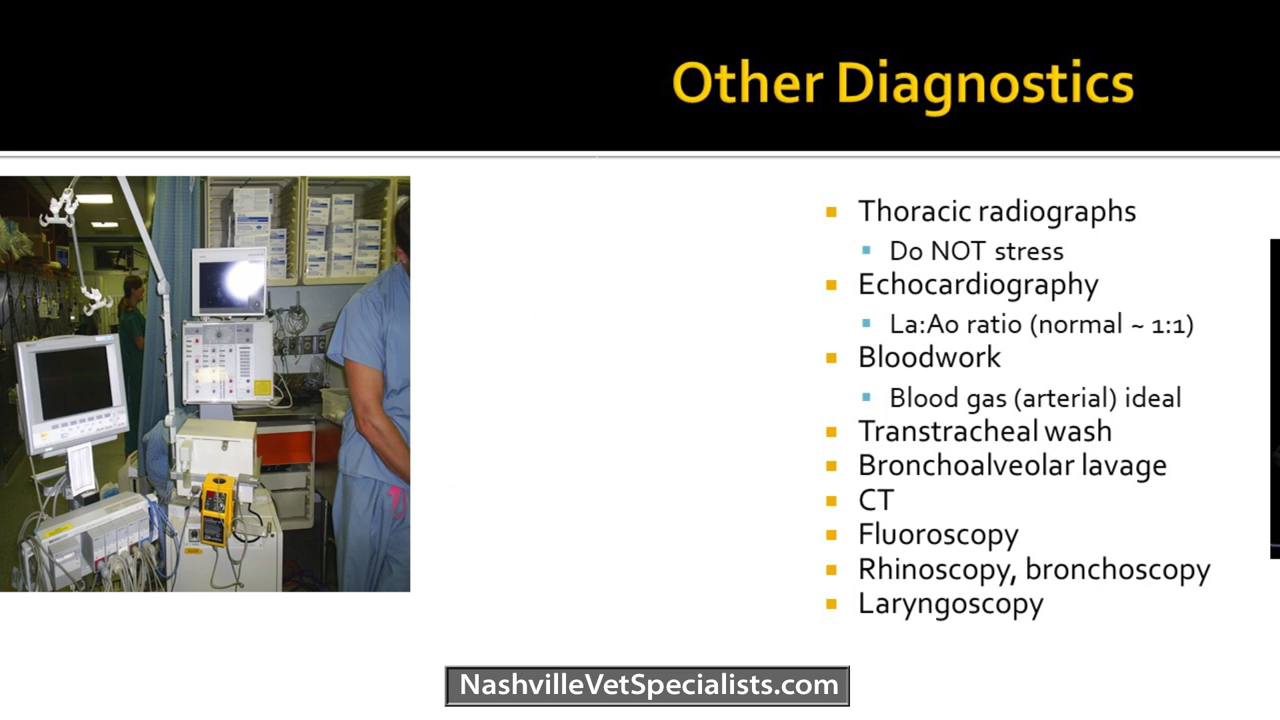 Other Diagnostics
Thoracic radiographs
Do NOT stress
Echocardiography
La:Ao ratio (normal ~ 1:1)
Bloodwork
Blood gas (arterial) ideal
Transtracheal wash
Bronchoalveolar lavage
CT
Fluoroscopy
Rhinoscopy, bronchoscopy
Laryngoscopy
NashvilleVetSpecialists.com